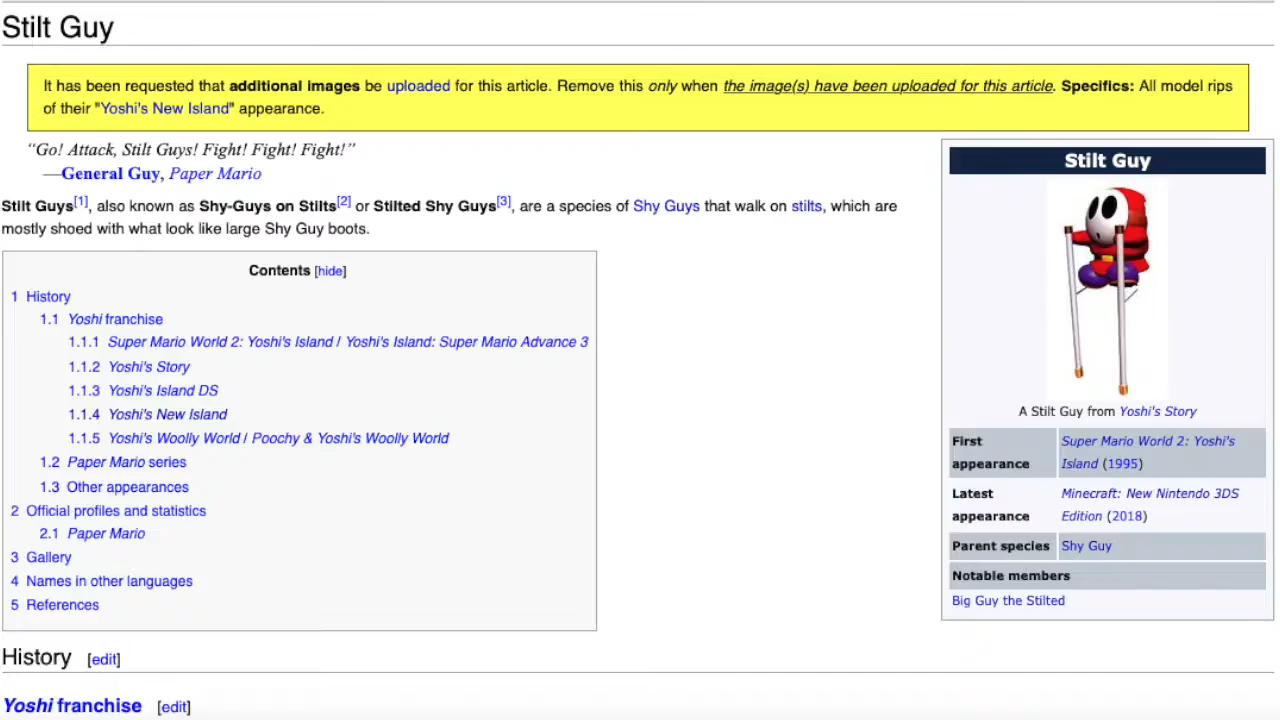 Stilt Guy
It has been requested that additional images be uploaded for this article. Remove this only when the image(s) have been uploaded for this article. Specifics: All model rips
of their "Yoshi's New Island" appearance.
“Go! Attack, Stilt Guys! Fight! Fight! Fight!”
—General Guy, Paper Mario
Stilt Guys[1], also known as Shy-Guys on Stilts[2] or Stilted Shy Guys[3], are a species of Shy Guys that walk on stilts, which are
mostly shoed with what look like large Shy Guy boots.
Contents [hide]
1 History
1.1 Yoshi franchise
1.1.1 Super Mario World 2: Yoshi's Island / Yoshi's Island: Super Mario Advance 3
1.1.2 Yoshi's Story
1.1.3 Yoshi's Island DS
1.1.4 Yoshi's New Island
1.1.5 Yoshi's Woolly World / Poochy & Yoshi's Woolly World
1.2 Paper Mario series
1.3 Other appearances
2 Official profiles and statistics
2.1 Paper Mario
3 Gallery
4 Names in other languages
5 References
Stilt Guy
A Stilt Guy from Yoshi's Story
First appearance
Super Mario World 2: Yoshi's
Island (1995)
Latest appearance
Minecraft: New Nintendo 3DS
Edition (2018)
Parent species Shy Guy
Notable members
Big Guy the Stilted
History [edit]
Yoshi franchise [edit]